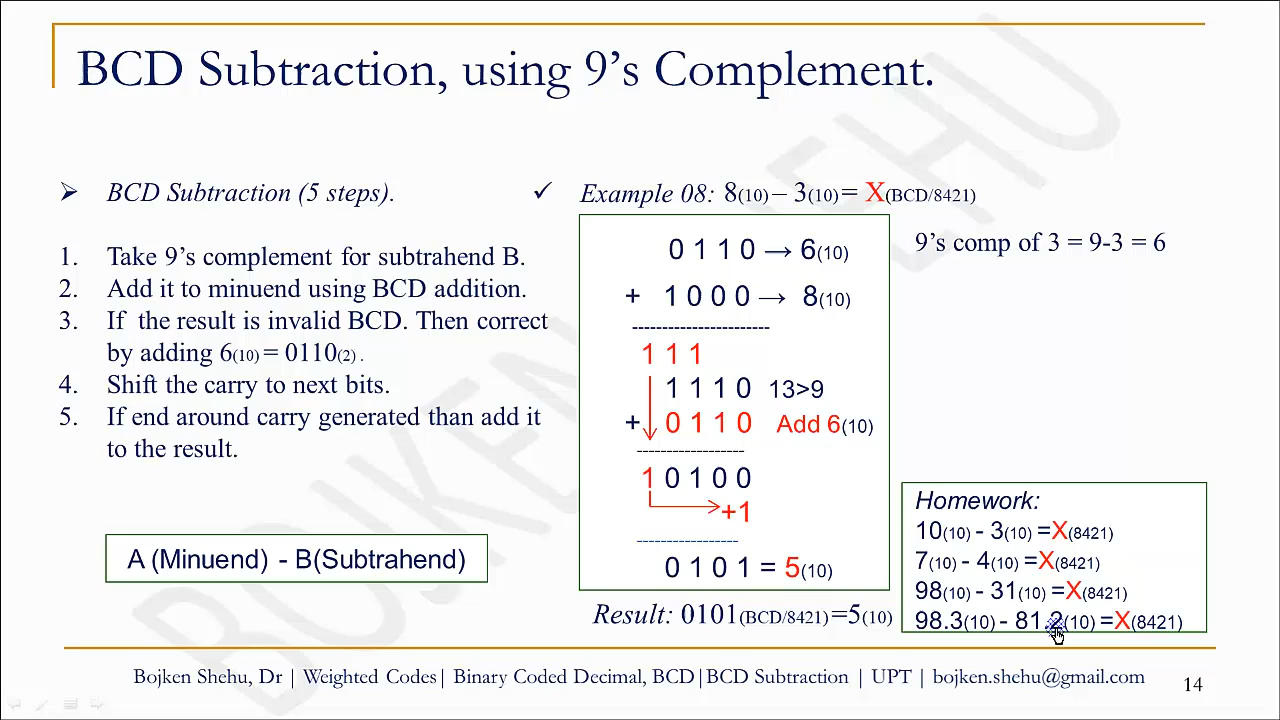 BCD Subtraction, using 9’s Complement.
➢ BCD Subtraction (5 steps).
1. Take 9’s complement for subtrahend B.
2. Add it to minuend using BCD addition.
3. If the result is invalid BCD. Then correct
by adding 6(10) = 0110(2) .
4. Shift the carry to next bits.
5. If end around carry generated than add it
to the result.
A (Minuend) - B(Subtrahend)
✓ Example 08: 8(10) – 3(10) = X(BCD/8421)
0 1 1 0 → 6(10)
+ 1 0 0 0 → 8(10)
-----------------------
1 1 1
1 1 1 0 13>9
+ 0 1 1 0 Add 6(10)
------------------
1 0 1 0 0
+1
-----------------
0 1 0 1 = 5(10)
Result: 0101(BCD/8421)=5(10)
9’s comp of 3 = 9-3 = 6
Homework:
10(10) - 3(10) =X(8421)
7(10) - 4(10) =X(8421)
98(10) - 31(10) =X(8421)
98.3(10) - 81.2(10) =X(8421)
Bojken Shehu, Dr | Weighted Codes| Binary Coded Decimal, BCD|BCD Subtraction | UPT | bojken.shehu@gmail.com
14
BOJKEN SHEHU